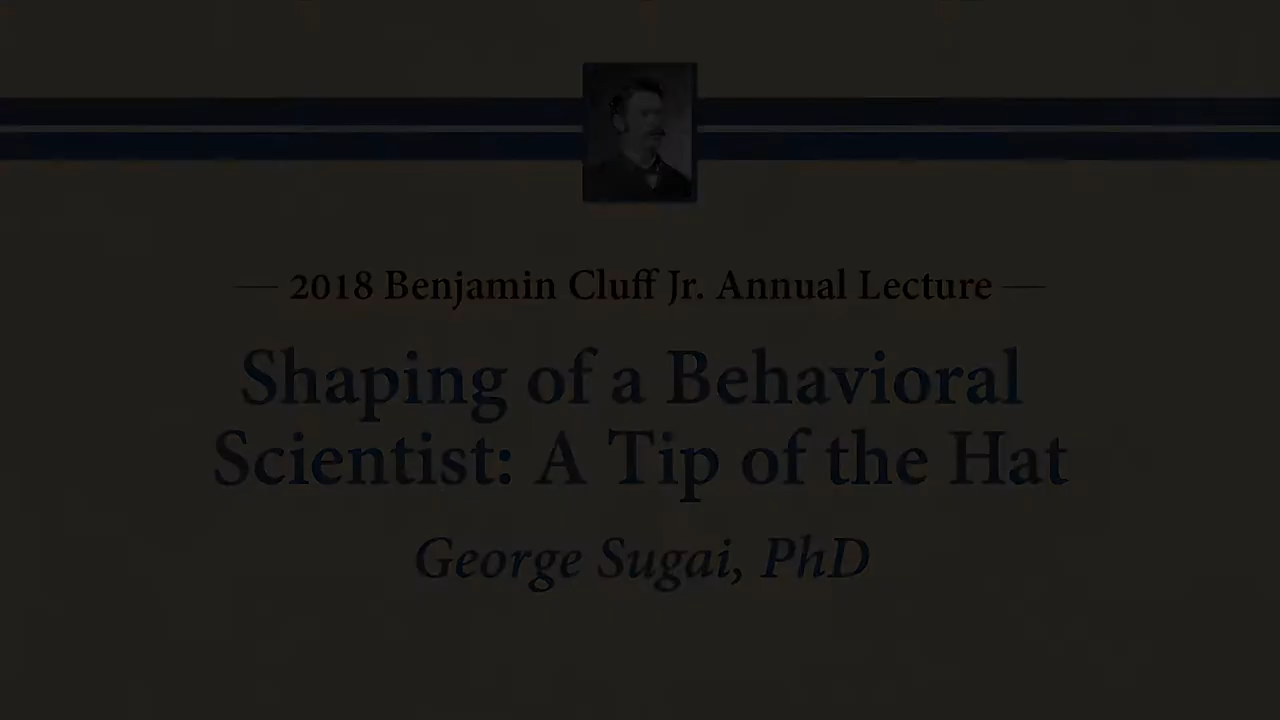 2018 Benjamin Cluff Jr. Annual Lecture
Shaping of a Behavioral
Scientist: A Tip of the Hat
George Sugai, PhD